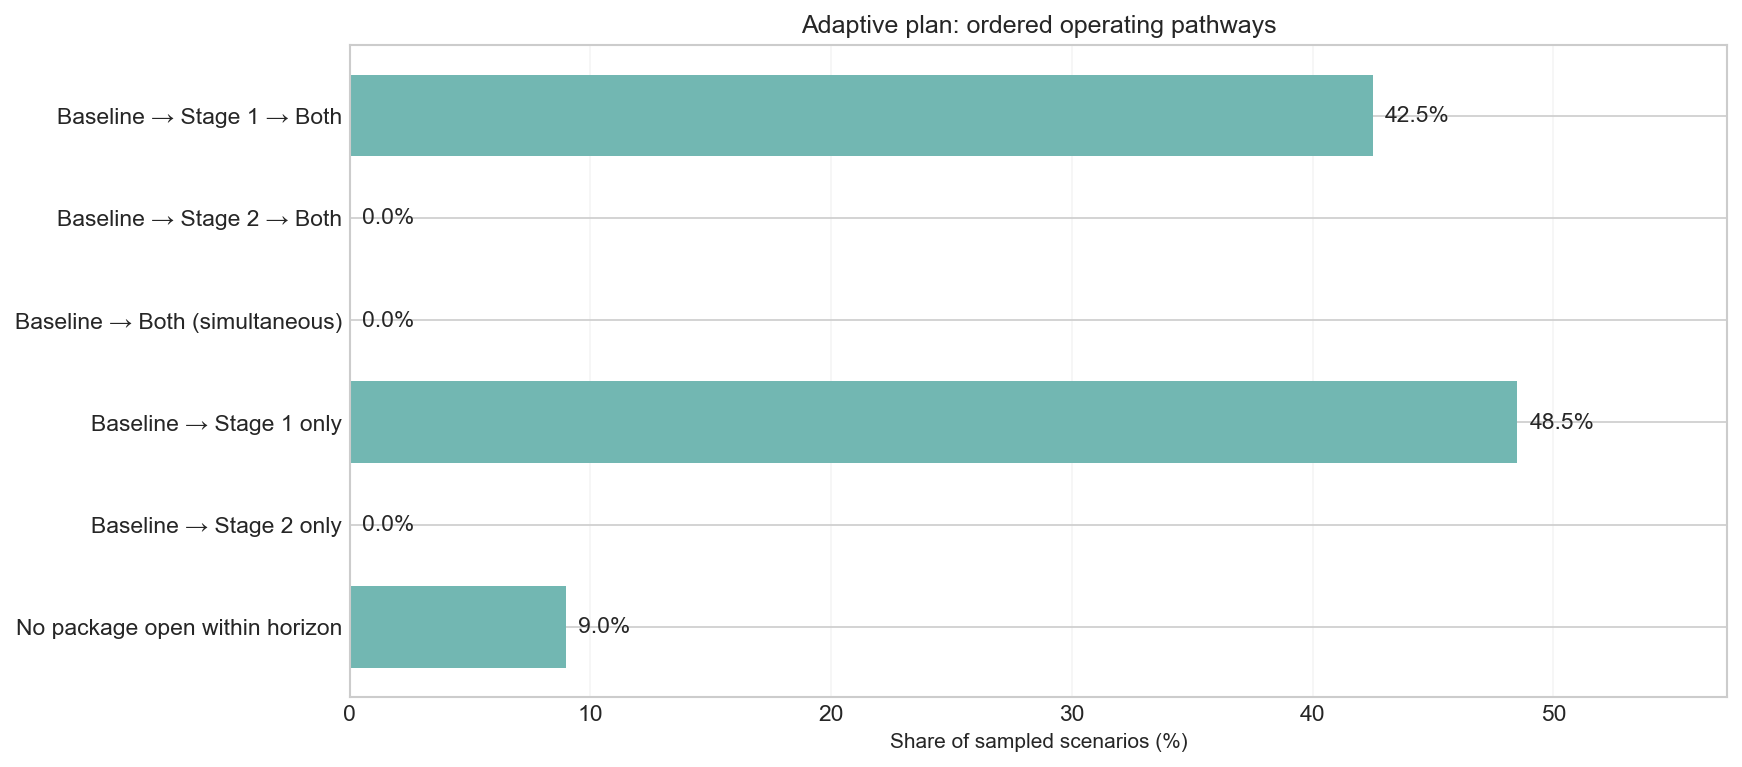 Adaptive plan: ordered operating pathways
Baseline → Stage 1 → Both
42.5%
Baseline → Stage 2 → Both
0.0%
Baseline → Both (simultaneous)
0.0%
Baseline → Stage 1 only
48.5%
Baseline → Stage 2 only
0.0%
No package open within horizon
9.0%
0 10 20 30 40 50
Share of sampled scenarios (%)